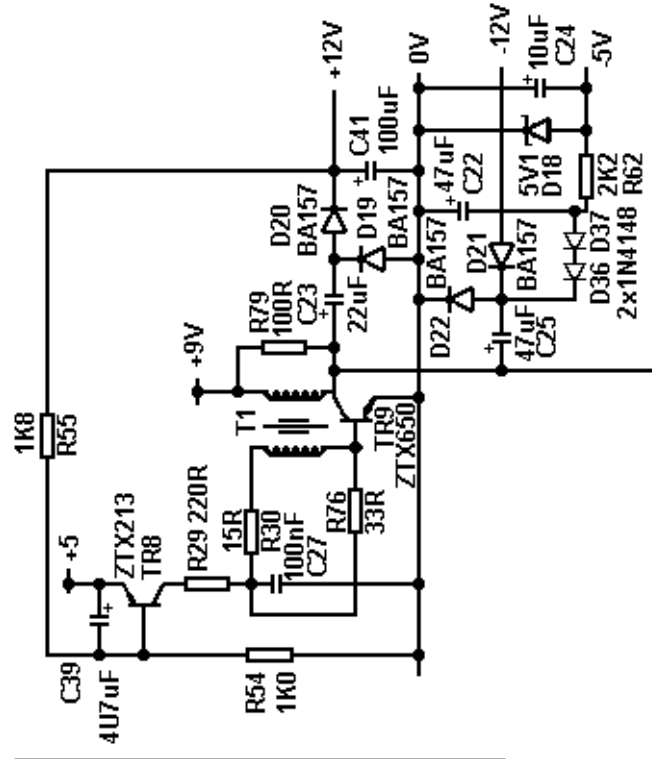 1K8
R55
+5
ZTX213
TR8
C39
4U7uF
R29 220R
R54
1K0
15R
R30
100nF
C27
R76
33R
T1
+9V
R79
100R
TR9
ZTX650
C23
22uF
D20
BA157
D19
BA157
C41
100uF
+12V
0V
-12V
-5V
D22
BA157
D21
BA157
47uF
C25
47uF
C22
5V1
D18
10uF
C24
2K2
R62
D36 D37
2x1N4148